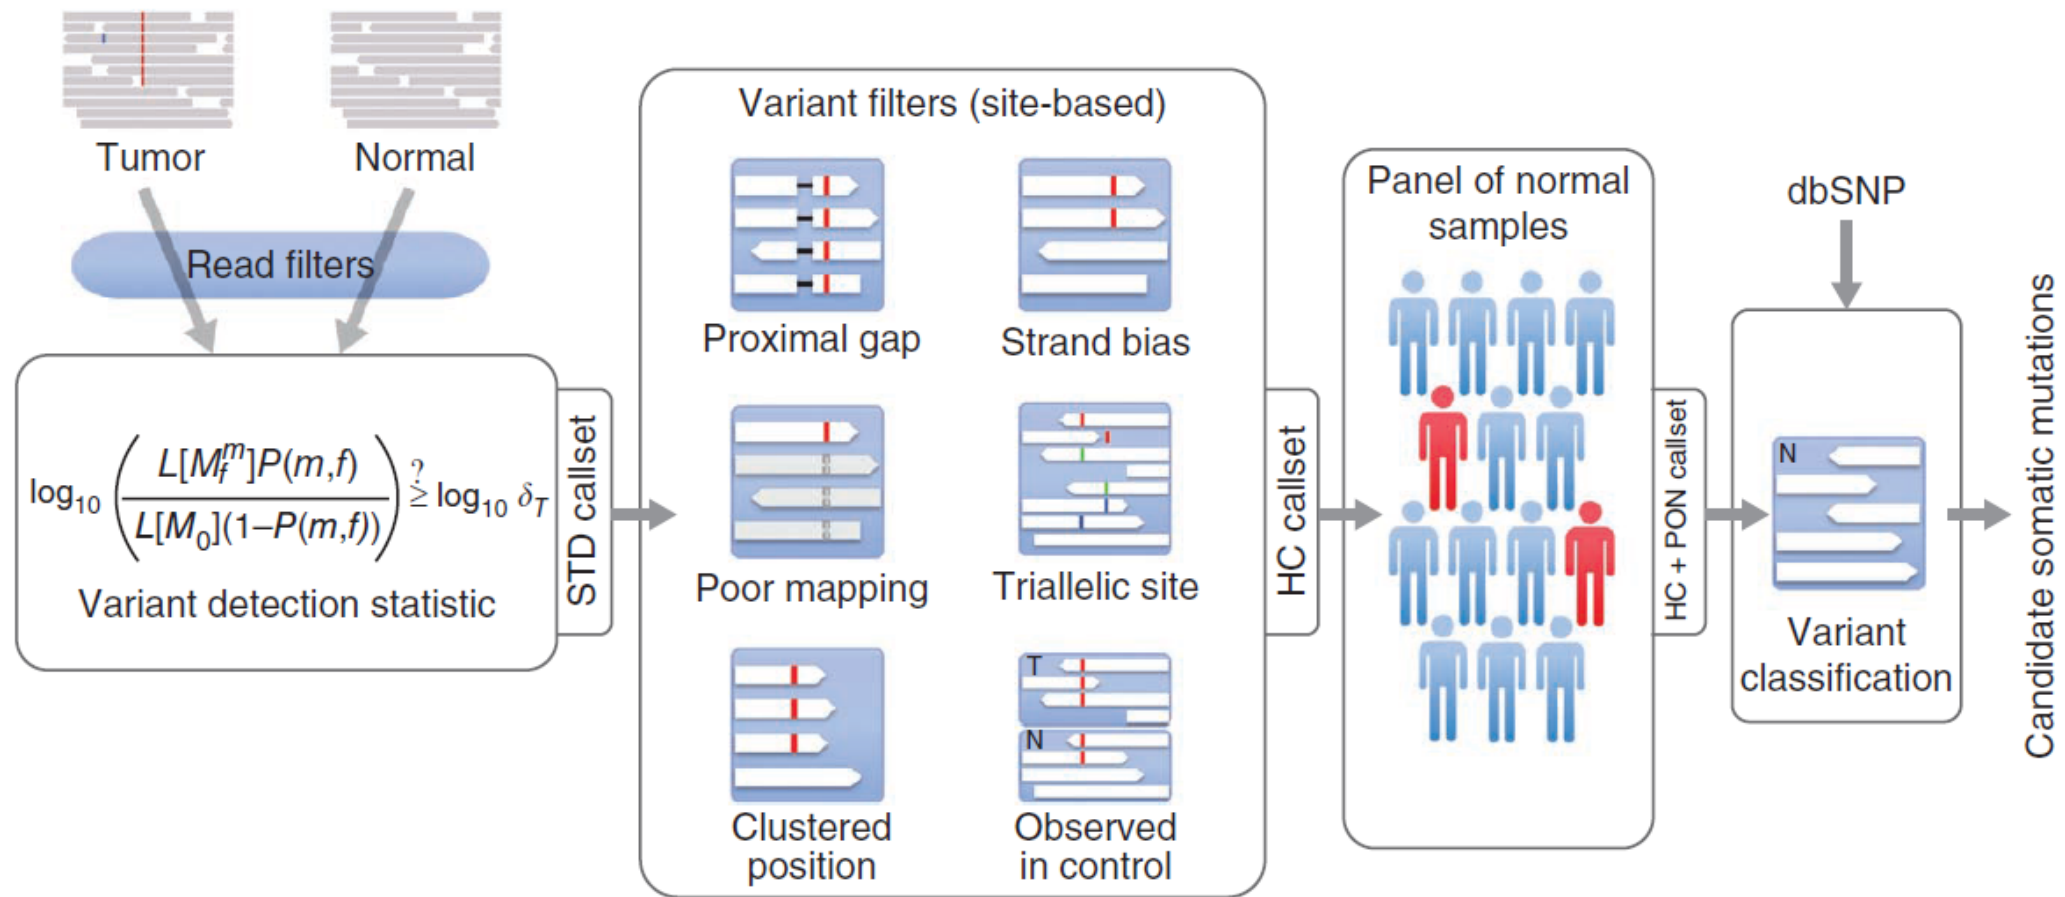 Tumor
Normal
Read filters
log₁₀ (L[M_f^m]P(m,f) / L[M₀](1–P(m,f))) ≥? log₁₀ δ_T
Variant detection statistic
STD callset
Variant filters (site-based)
Proximal gap
Strand bias
Poor mapping
Triallelic site
Clustered
position
T
N
Observed
in control
HC callset
Panel of normal
samples
HC + PON callset
dbSNP
N
Variant
classification
Candidate somatic mutations